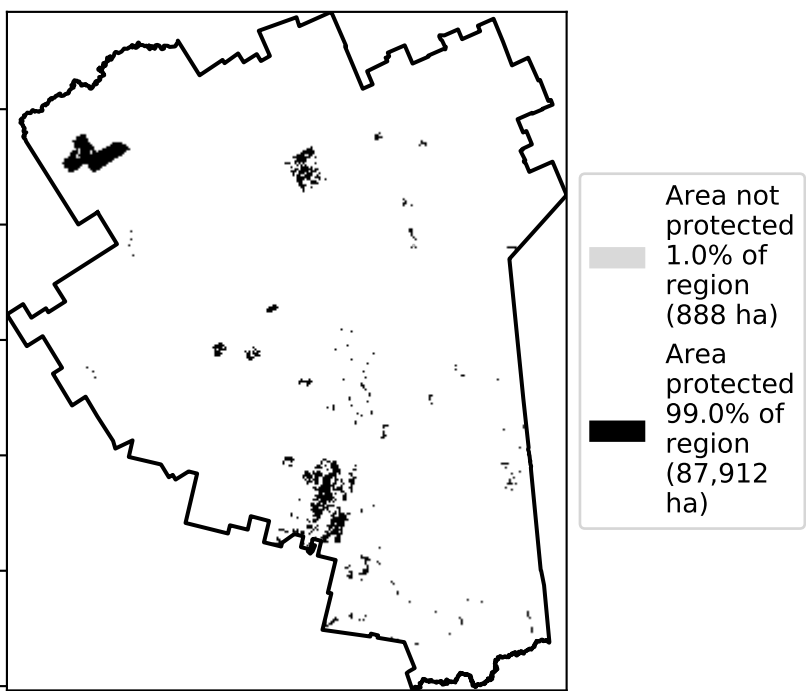 Area not
protected
1.0% of
region
(888 ha)
Area
protected
99.0% of
region
(87,912
ha)